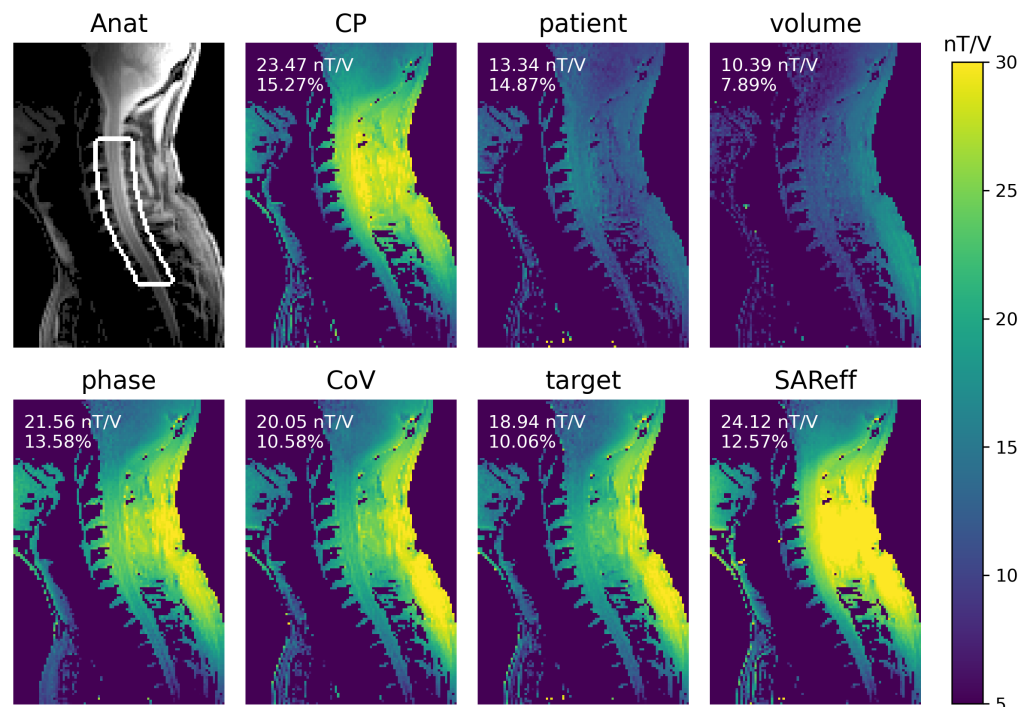 Anat
CP
patient
volume
nT/V
23.47 nT/V
15.27%
13.34 nT/V
14.87%
10.39 nT/V
7.89%
30
25
20
15
10
5
phase
CoV
target
SAReff
21.56 nT/V
13.58%
20.05 nT/V
10.58%
18.94 nT/V
10.06%
24.12 nT/V
12.57%